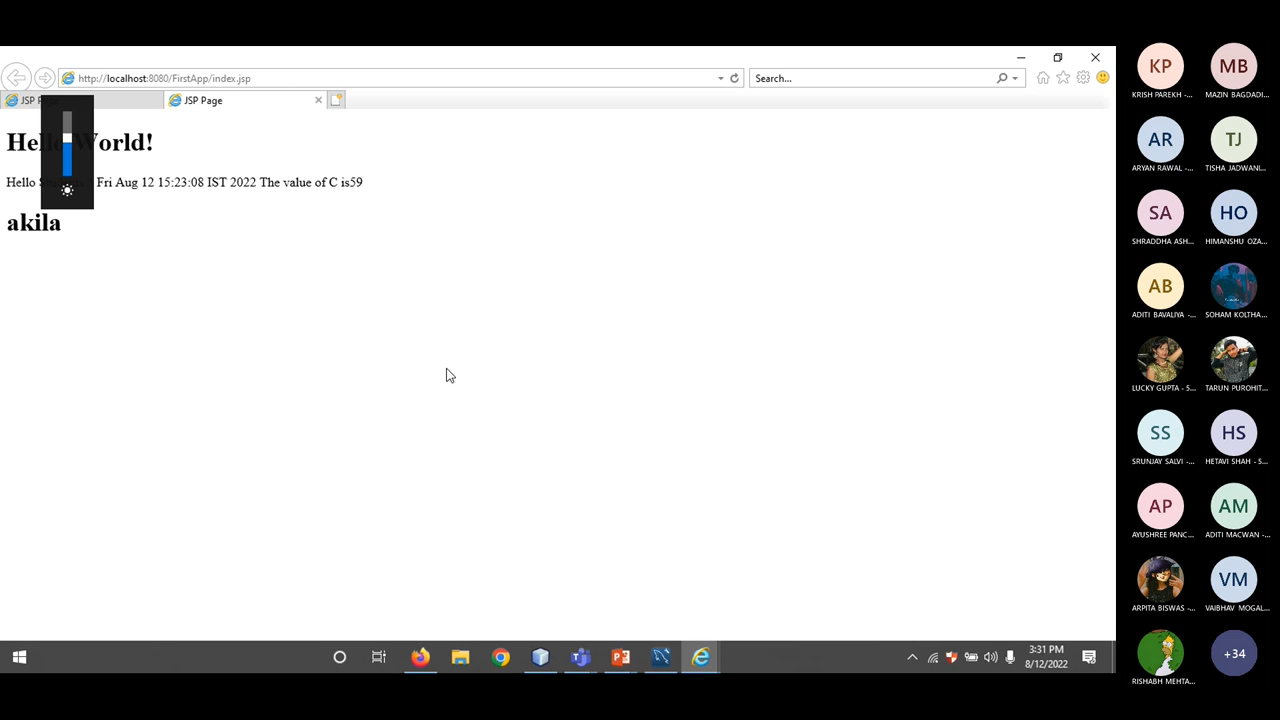 http://localhost:8080/FirstApp/index.jsp
Search...
JSP
JSP Page
Hello World!
Hello Fri Aug 12 15:23:08 IST 2022 The value of C is59
akila
KP
MB
KRISH PAREKH -...
MAZIN BAGDADI...
AR
TJ
ARYAN RAWAL -...
TISHA JADWANI...
SA
HO
SHRADDHA ASH...
HIMANSHU OZA...
AB
ADITI BAVALIYA -...
SOHAM KOLTHA...
LUCKY GUPTA - 5...
TARUN PUROHIT...
SS
HS
SRUNJAY SALVI -...
HETAVI SHAH - 5...
AP
AM
AYUSHREE PANC...
ADITI MACWAN -...
VM
ARPITA BISWAS -...
VAIBHAV MOGAL...
+34
RISHABH MEHTA...
3:31 PM
8/12/2022